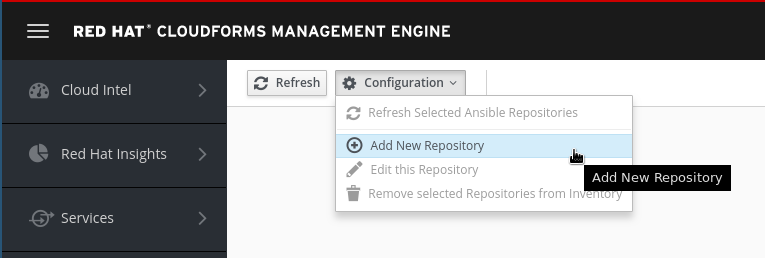 RED HAT® CLOUDFORMS MANAGEMENT ENGINE
Cloud Intel
Red Hat Insights
Services
Refresh
Configuration
Refresh Selected Ansible Repositories
Add New Repository
Edit this Repository
Remove selected Repositories from Inventory
Add New Repository